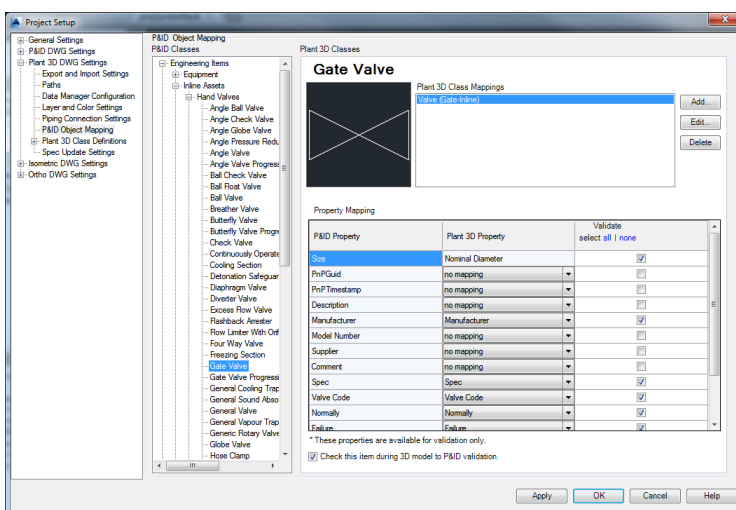 Project Setup
General Settings
P&ID DWG Settings
Plant 3D DWG Settings
Export and Import Settings
Paths
Data Manager Configuration
Layer and Color Settings
Piping Connection Settings
P&ID Object Mapping
Plant 3D Class Definitions
Spec Update Settings
Isometric DWG Settings
Ortho DWG Settings
P&ID Object Mapping
P&ID Classes
Engineering Items
Equipment
Inline Assets
Hand Valves
Angle Ball Valve
Angle Check Valve
Angle Globe Valve
Angle Pressure Redu
Angle Valve
Angle Valve Progress
Ball Check Valve
Ball Float Valve
Ball Valve
Breather Valve
Butterfly Valve
Butterfly Valve Progre
Check Valve
Continuously Operate
Cooling Section
Detonation Safeguar
Diaphragm Valve
Diverter Valve
Excess Flow Valve
Flashback Arrester
Flow Limiter With Orif
Four Way Valve
Freezing Section
Gate Valve
Gate Valve Progressi
General Cooling Trap
General Sound Abso
General Valve
General Vapour Trap
Generic Rotary Valve
Globe Valve
Hose Clamp
Plant 3D Classes
Gate Valve
Plant 3D Class Mappings
Valve (Gate-Inline)
Add...
Edit...
Delete
Property Mapping
P&ID Property Plant 3D Property Validate
select all | none
Size Nominal Diameter
PnPGuid no mapping
PnPTimestamp no mapping
Description no mapping
Manufacturer Manufacturer
Model Number no mapping
Supplier no mapping
Comment no mapping
Spec Spec
Valve Code Valve Code
Normally Normally
Failure Failure
* These properties are available for validation only.
Check this item during 3D model to P&ID validation.
Apply OK Cancel Help